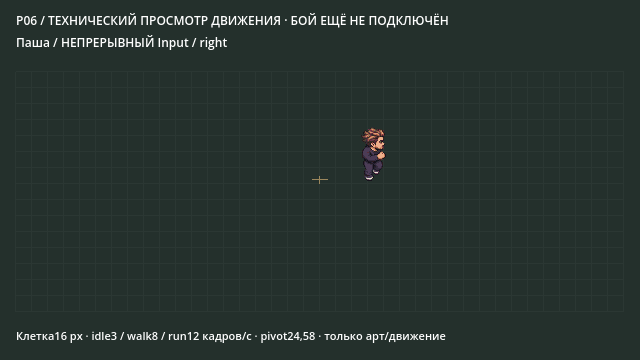 P06 / ТЕХНИЧЕСКИЙ ПРОСМОТР ДВИЖЕНИЯ · БОЙ ЕЩЁ НЕ ПОДКЛЮЧЁН
Паша / НЕПРЕРЫВНЫЙ Input / right
Клетка16 px · idle3 / walk8 / run12 кадров/с · pivot24,58 · только арт/движение